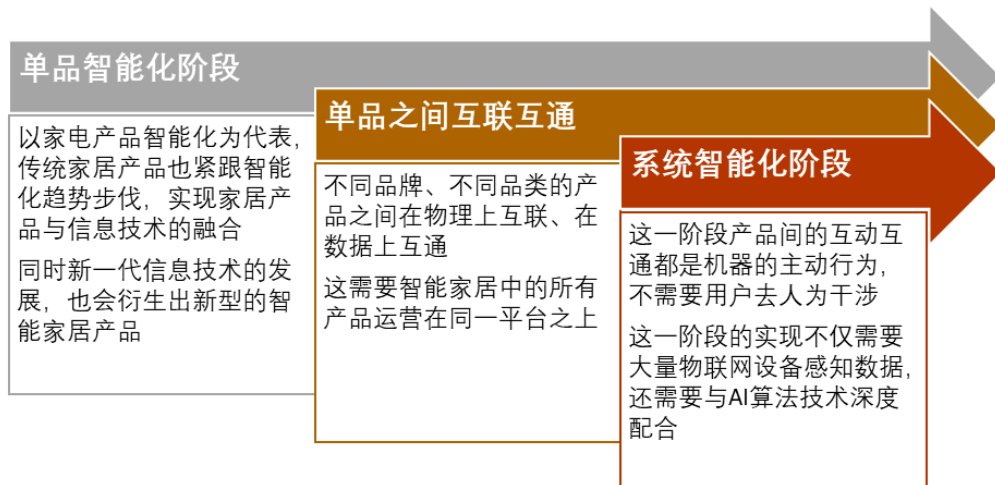 单品智能化阶段
以家电产品智能化为代表，
传统家居产品也紧跟智能
化趋势步伐，实现家居产
品与信息技术的融合
同时新一代信息技术的发
展，也会衍生出新型的智
能家居产品
单品之间互联互通
不同品牌、不同品类的产
品之间在物理上互联、在
数据上互通
这需要智能家居中的所有
产品运营在同一平台之上
系统智能化阶段
这一阶段产品间的互动互
通都是机器的主动行为，
不需要用户去人为干涉
这一阶段的实现不仅需要
大量物联网设备感知数据，
还需要与AI算法技术深度
配合